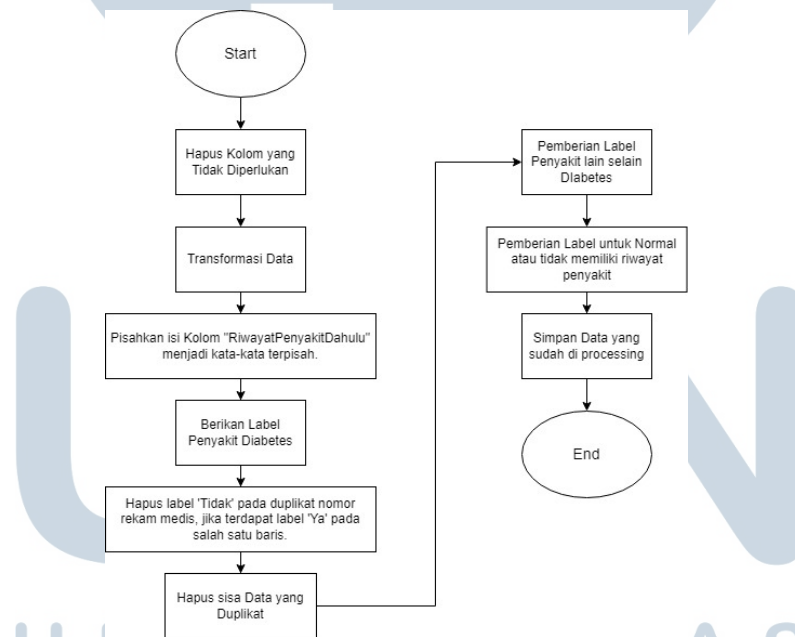 Start
Hapus Kolom yang
Tidak Diperlukan
Transformasi Data
Pisahkan isi Kolom "RiwayatPenyakitDahulu"
menjadi kata-kata terpisah.
Berikan Label
Penyakit Diabetes
Hapus label 'Tidak' pada duplikat nomor
rekam medis, jika terdapat label 'Ya' pada
salah satu baris.
Hapus sisa Data yang
Duplikat
Pemberian Label
Penyakit lain selain
DIabetes
Pemberian Label untuk Normal
atau tidak memiliki riwayat
penyakit
Simpan Data yang
sudah di processing
End